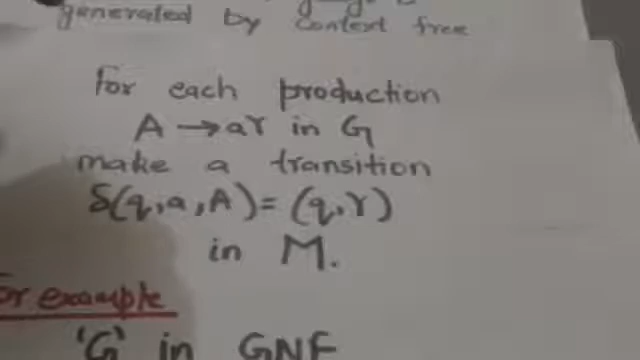 generated by Context free
For each production
A → aγ in G
make a transition
δ(q,a,A) = (q,γ)
in M.
For example
'G' in GNF